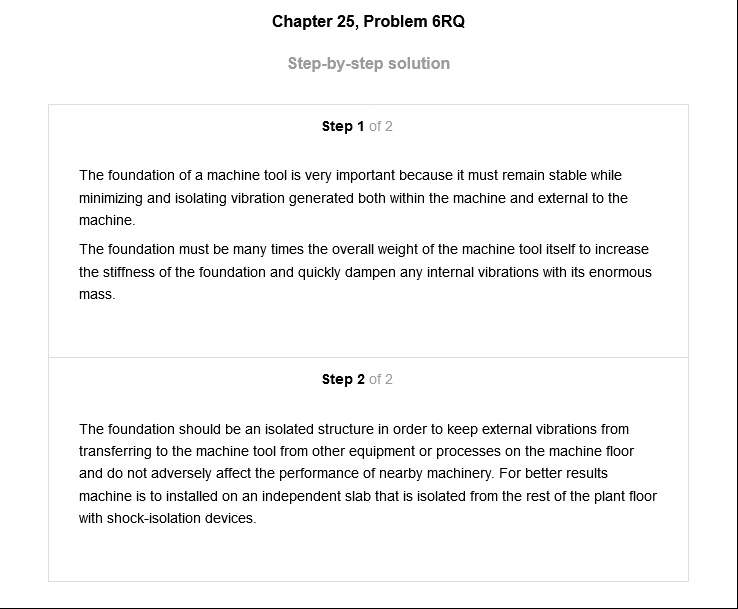 Chapter 25, Problem 6RQ
Step-by-step solution
Step 1 of 2
The foundation of a machine tool is very important because it must remain stable while
minimizing and isolating vibration generated both within the machine and external to the
machine.
The foundation must be many times the overall weight of the machine tool itself to increase
the stiffness of the foundation and quickly dampen any internal vibrations with its enormous
mass.
Step 2 of 2
The foundation should be an isolated structure in order to keep external vibrations from
transferring to the machine tool from other equipment or processes on the machine floor
and do not adversely affect the performance of nearby machinery. For better results
machine is to installed on an independent slab that is isolated from the rest of the plant floor
with shock-isolation devices.